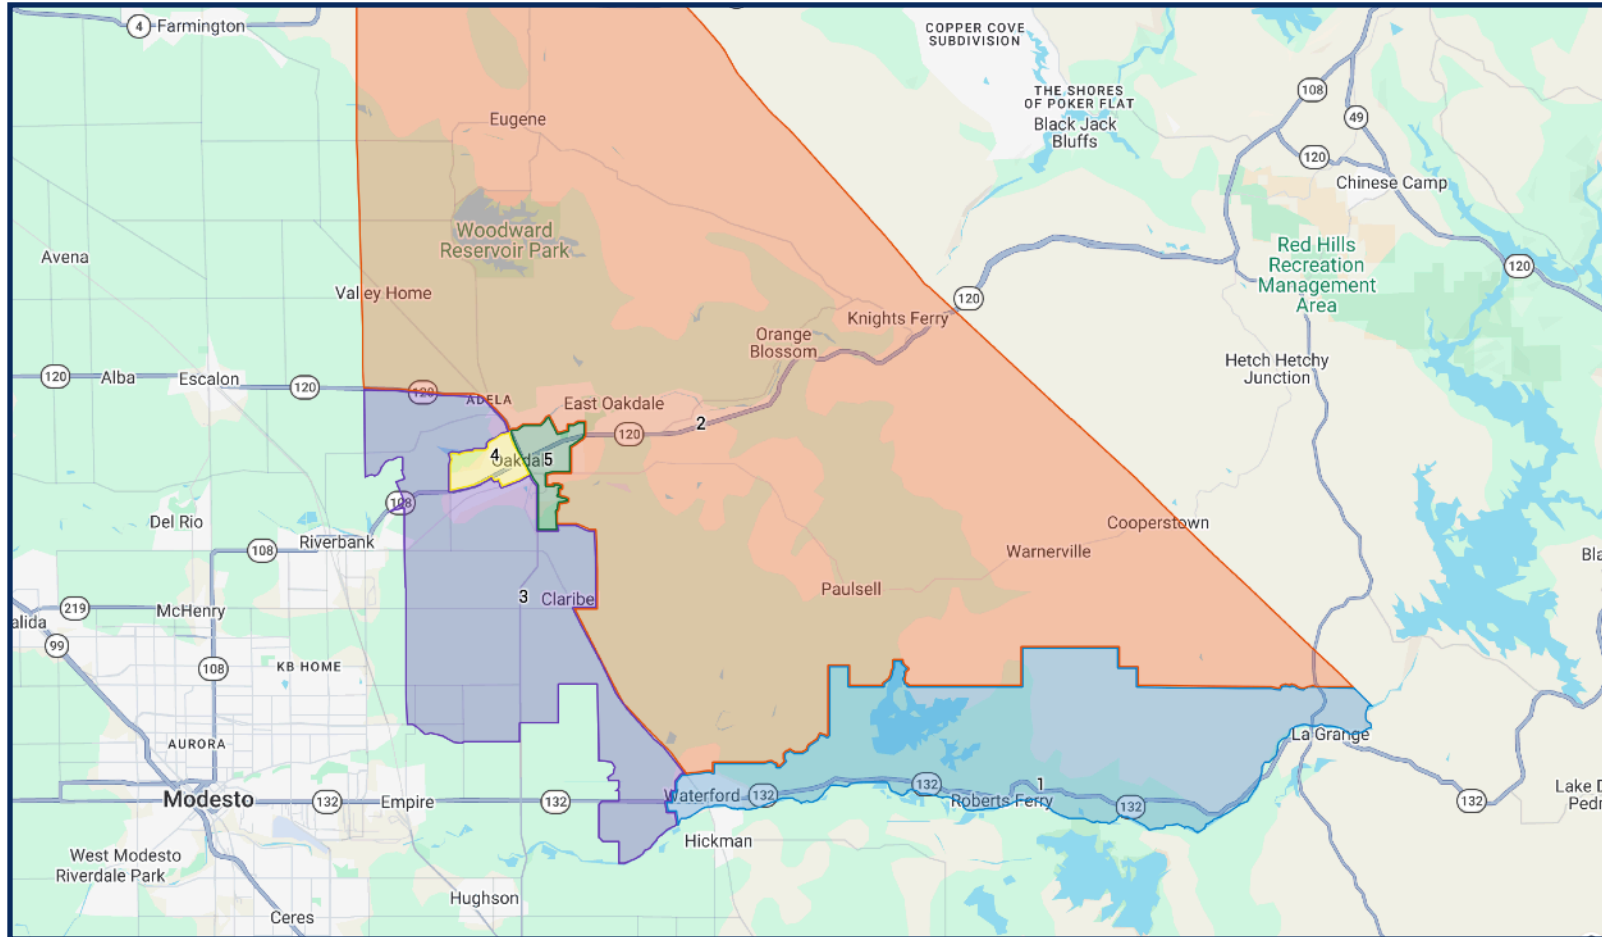 4
Farmington
COPPER COVE
SUBDIVISION
THE SHORES
OF POKER FLAT
Black Jack
Bluffs
108
49
120
Chinese Camp
Eugene
Woodward
Reservoir Park
Avena
Valley Home
Red Hills
Recreation
Management
Area
120
120
Knights Ferry
Orange
Blossom
Hetch Hetchy
Junction
120
Alba
Escalon
120
120
ADELA
East Oakdale
2
120
4
5
108
Del Rio
Riverbank
108
Cooperstown
Warnerville
Paulsell
3
Claribe
219
McHenry
alida
99
108
KB HOME
AURORA
La Grange
Modesto
132
Empire
132
Waterford
132
132
1
Roberts Ferry
132
132
Lake D
Pedr
Hickman
West Modesto
Riverdale Park
Hughson
Ceres